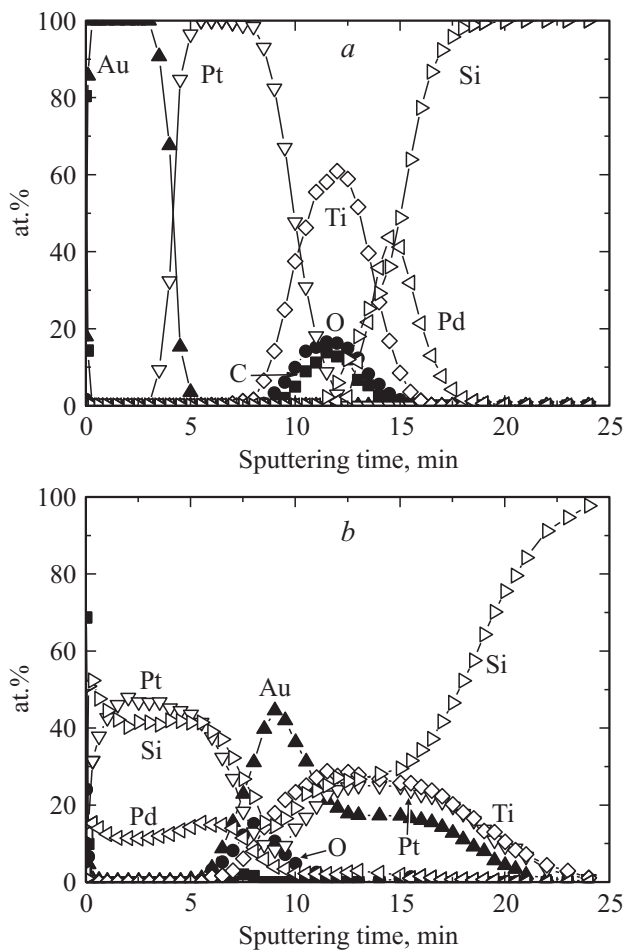 100
80
60
40
20
0
at.%
a
Au
Pt
Si
Ti
O
C
Pd
0 5 10 15 20 25
Sputtering time, min
100
80
60
40
20
0
at.%
b
Pt
Si
Pd
Au
O
Si
Ti
Pt
0 5 10 15 20 25
Sputtering time, min